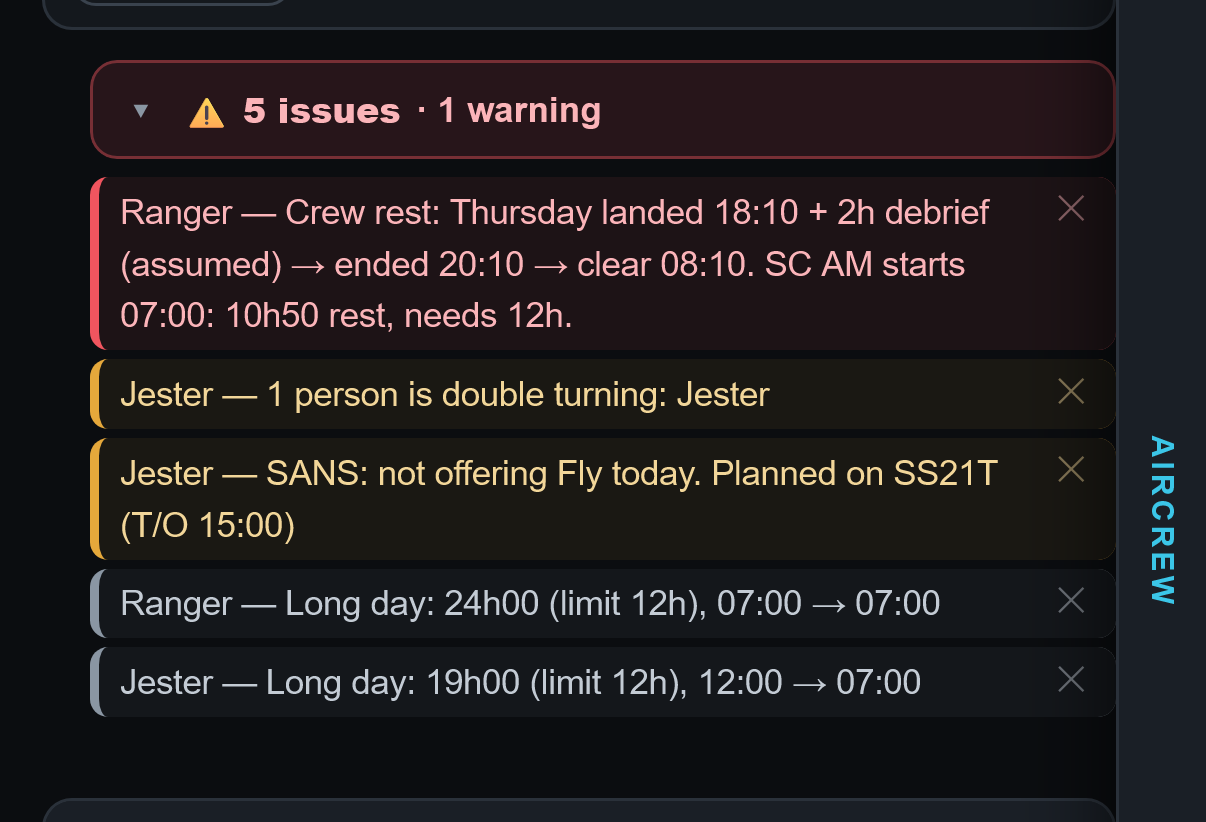 ▼ ⚠️ 5 issues · 1 warning
Ranger — Crew rest: Thursday landed 18:10 + 2h debrief
(assumed) → ended 20:10 → clear 08:10. SC AM starts
07:00: 10h50 rest, needs 12h.
Jester — 1 person is double turning: Jester
Jester — SANS: not offering Fly today. Planned on SS21T
(T/O 15:00)
Ranger — Long day: 24h00 (limit 12h), 07:00 → 07:00
Jester — Long day: 19h00 (limit 12h), 12:00 → 07:00
AIRCREW